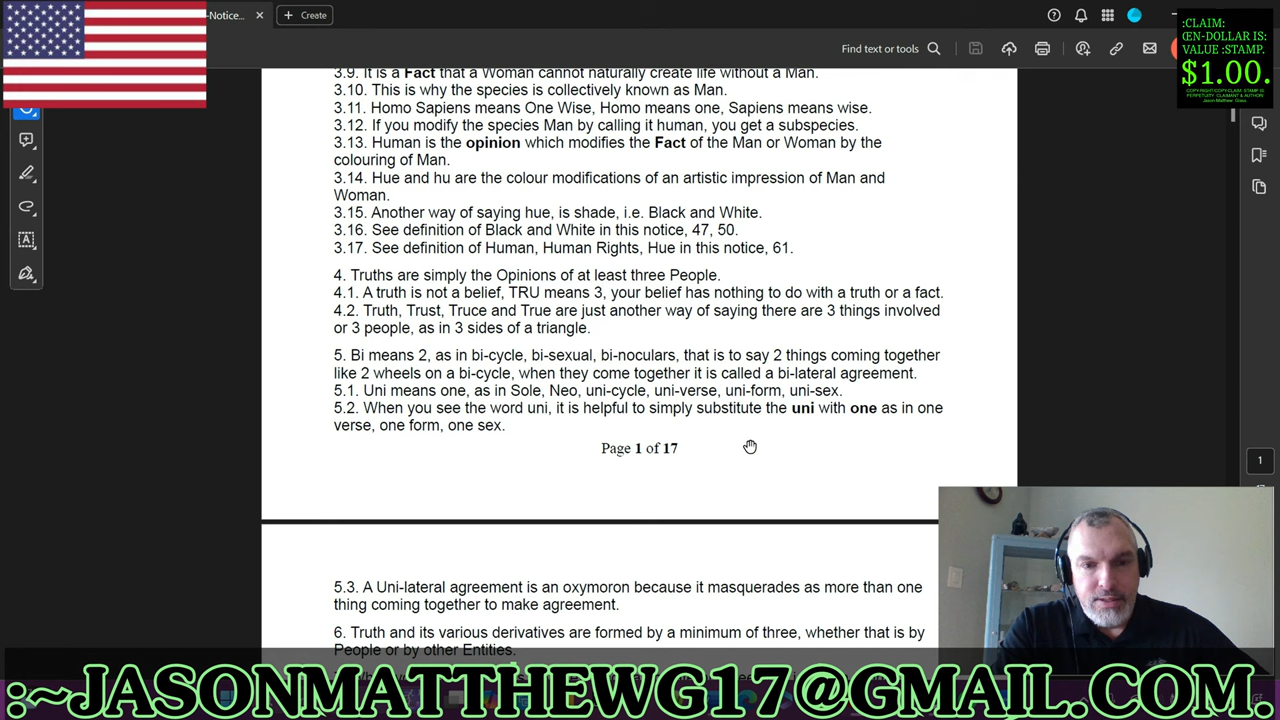 -Notice...
Create
Find text or tools
:CLAIM:
ŒN-DOLLAR IS:
VALUE :STAMP.
$1.00.
COPYRIGHT/COPY-CLAIM: STAMP IS
PERPETUITY CLAIMANT & AUTHOR
Jason-Matthew: Glass
3.9. It is a Fact that a Woman cannot naturally create life without a Man.
3.10. This is why the species is collectively known as Man.
3.11. Homo Sapiens means One Wise, Homo means one, Sapiens means wise.
3.12. If you modify the species Man by calling it human, you get a subspecies.
3.13. Human is the opinion which modifies the Fact of the Man or Woman by the
colouring of Man.
3.14. Hue and hu are the colour modifications of an artistic impression of Man and
Woman.
3.15. Another way of saying hue, is shade, i.e. Black and White.
3.16. See definition of Black and White in this notice, 47, 50.
3.17. See definition of Human, Human Rights, Hue in this notice, 61.
4. Truths are simply the Opinions of at least three People.
4.1. A truth is not a belief, TRU means 3, your belief has nothing to do with a truth or a fact.
4.2. Truth, Trust, Truce and True are just another way of saying there are 3 things involved
or 3 people, as in 3 sides of a triangle.
5. Bi means 2, as in bi-cycle, bi-sexual, bi-noculars, that is to say 2 things coming together
like 2 wheels on a bi-cycle, when they come together it is called a bi-lateral agreement.
5.1. Uni means one, as in Sole, Neo, uni-cycle, uni-verse, uni-form, uni-sex.
5.2. When you see the word uni, it is helpful to simply substitute the uni with one as in one
verse, one form, one sex.
Page 1 of 17
1
5.3. A Uni-lateral agreement is an oxymoron because it masquerades as more than one
thing coming together to make agreement.
6. Truth and its various derivatives are formed by a minimum of three, whether that is by
People or by other Entities.
:~JASONMATTHEWG17@GMAIL.COM.